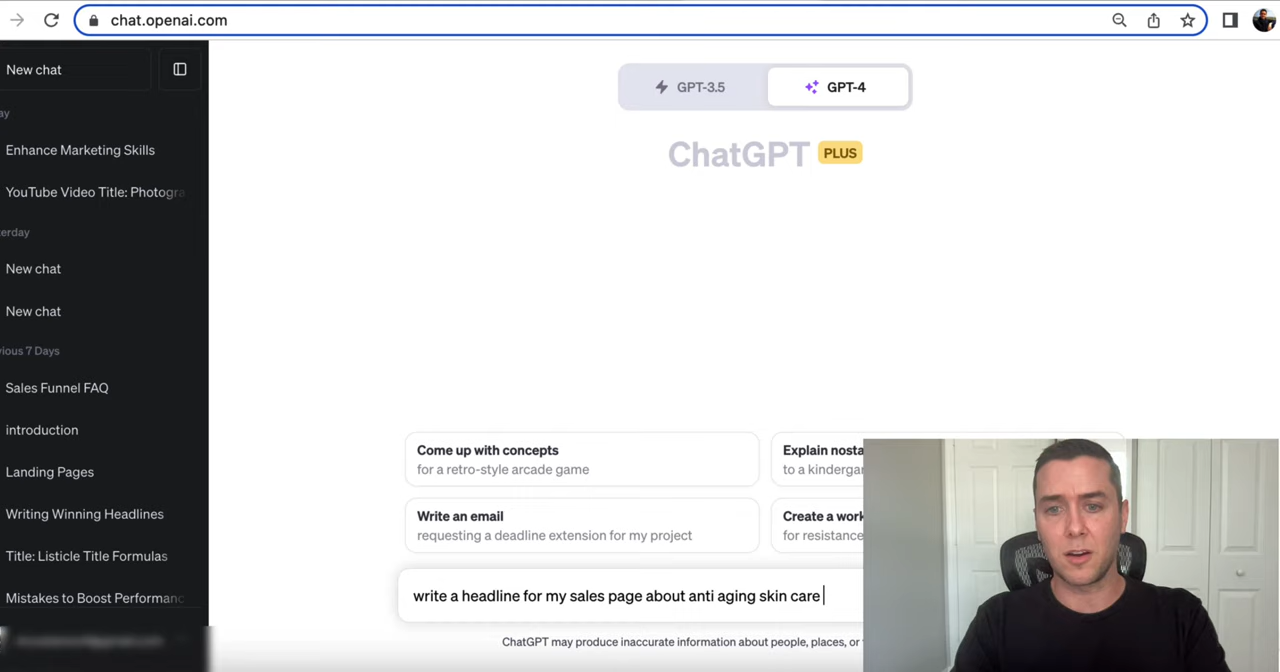 chat.openai.com
New chat
ay
Enhance Marketing Skills
YouTube Video Title: Photogra
terday
New chat
New chat
vious 7 Days
Sales Funnel FAQ
introduction
Landing Pages
Writing Winning Headlines
Title: Listicle Title Formulas
Mistakes to Boost Performanc
GPT-3.5
GPT-4
ChatGPT PLUS
Come up with concepts
for a retro-style arcade game
Explain nosta
to a kindergar
Write an email
requesting a deadline extension for my project
Create a work
for resistance
write a headline for my sales page about anti aging skin care
ChatGPT may produce inaccurate information about people, places, or